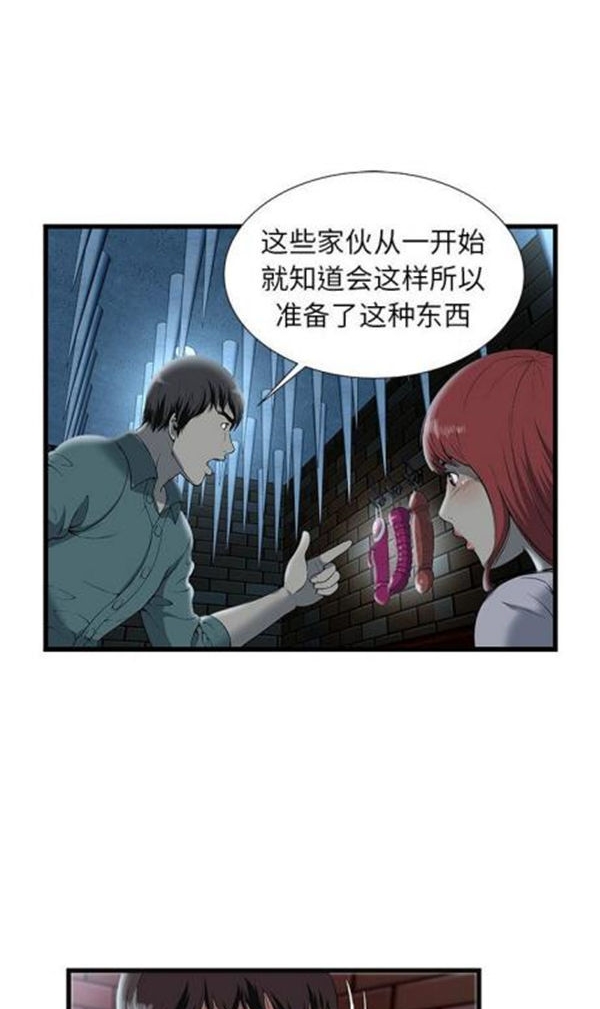 这些家伙从一开始
就知道会这样所以
准备了这种东西